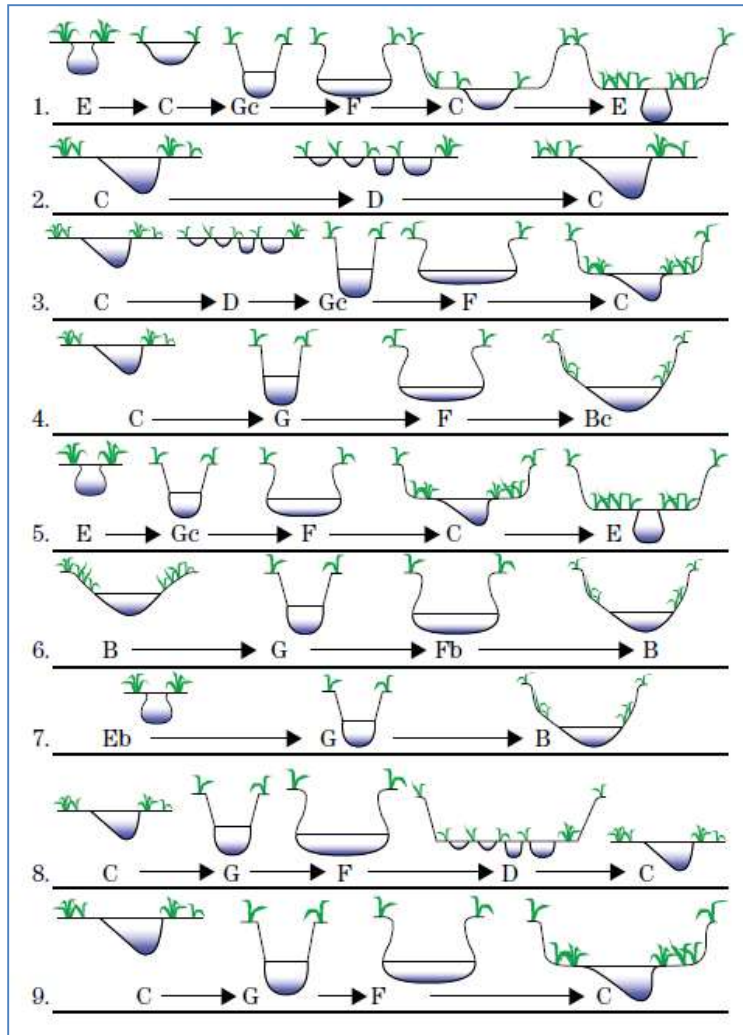 1. E C Gc F C E
2. C D C
3. C D Gc F C
4. C G F Bc
5. E Gc F C E
6. B G Fb B
7. Eb G B
8. C G F D C
9. C G F C